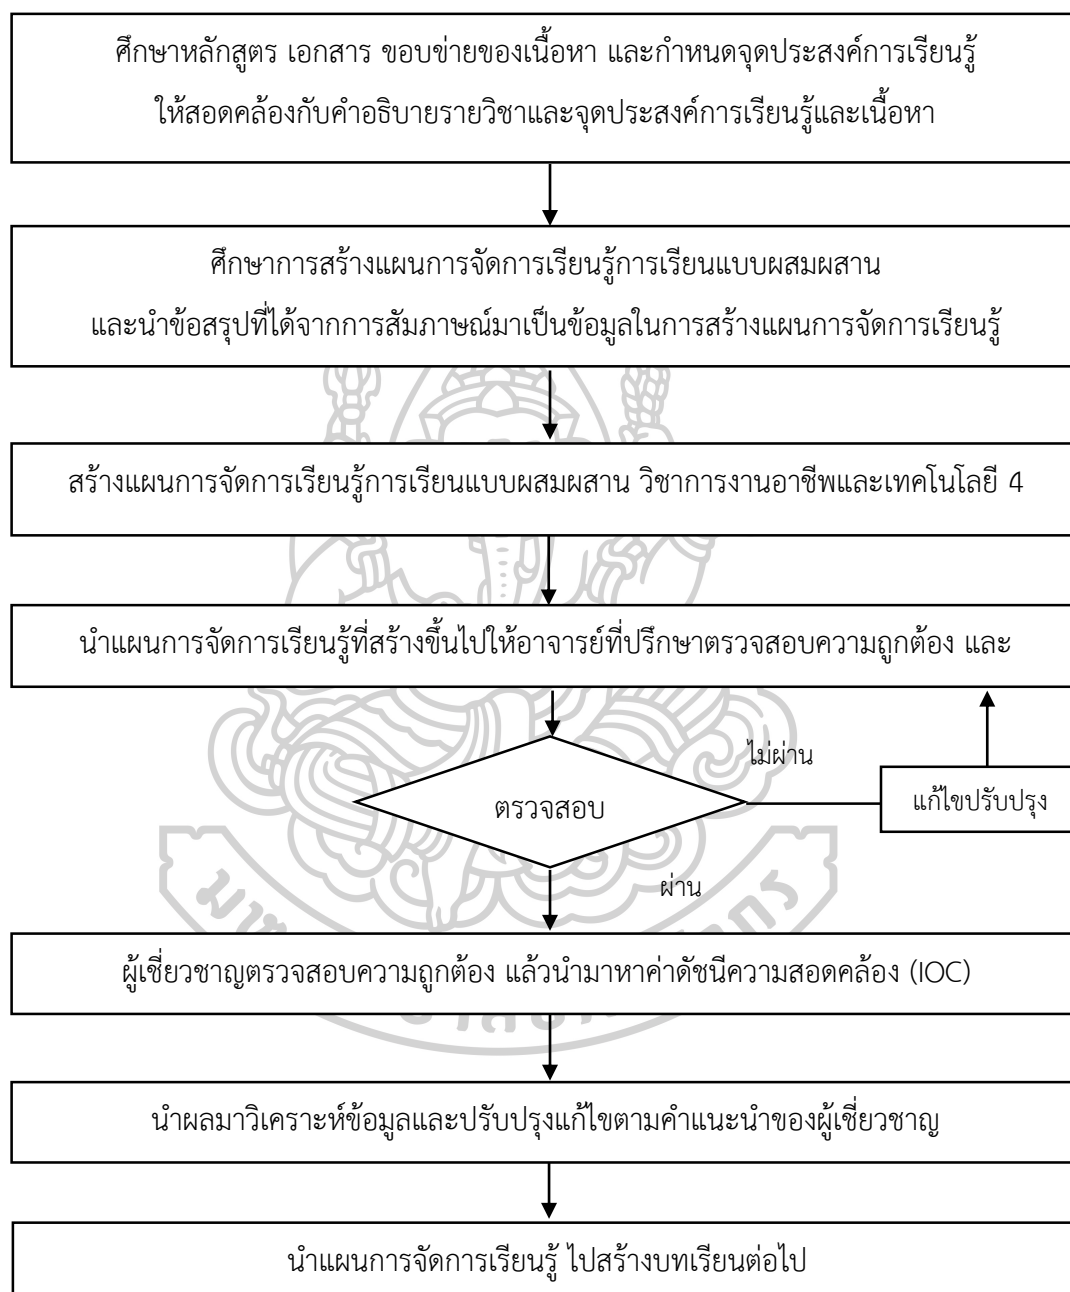 ศึกษาหลักสูตร เอกสาร ขอบข่ายของเนื้อหา และกำหนดจุดประสงค์การเรียนรู้
ให้สอดคล้องกับคำอธิบายรายวิชาและจุดประสงค์การเรียนรู้และเนื้อหา
ศึกษาการสร้างแผนการจัดการเรียนรู้การเรียนแบบผสมผสาน
และนำข้อสรุปที่ได้จากการสัมภาษณ์มาเป็นข้อมูลในการสร้างแผนการจัดการเรียนรู้
สร้างแผนการจัดการเรียนรู้การเรียนแบบผสมผสาน วิชาการงานอาชีพและเทคโนโลยี 4
นำแผนการจัดการเรียนรู้ที่สร้างขึ้นไปให้อาจารย์ที่ปรึกษาตรวจสอบความถูกต้อง และ
ไม่ผ่าน
ตรวจสอบ
แก้ไขปรับปรุง
ผ่าน
ผู้เชี่ยวชาญตรวจสอบความถูกต้อง แล้วนำมาหาค่าดัชนีความสอดคล้อง (IOC)
นำผลมาวิเคราะห์ข้อมูลและปรับปรุงแก้ไขตามคำแนะนำของผู้เชี่ยวชาญ
นำแผนการจัดการเรียนรู้ ไปสร้างบทเรียนต่อไป